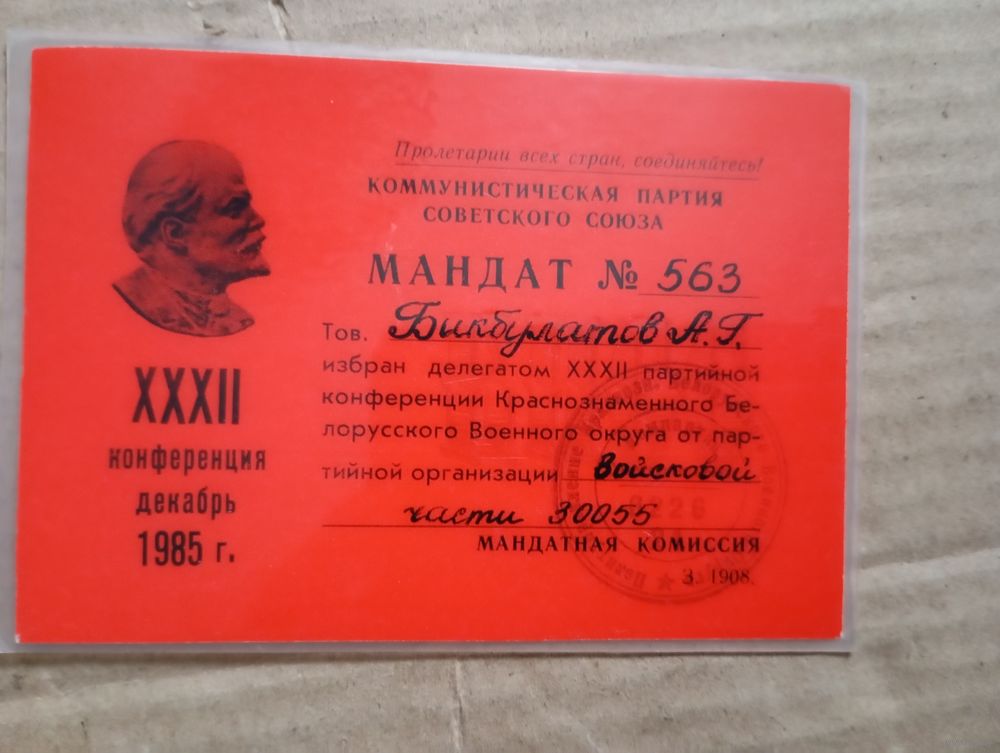 Пролетарии всех стран, соединяйтесь!
КОММУНИСТИЧЕСКАЯ ПАРТИЯ
СОВЕТСКОГО СОЮЗА
МАНДАТ № 563
Тов. Бикбулатов А.Г.
избран делегатом XXXII партийной
конференции Краснознаменного Бе-
лорусского Военного округа от пар-
тийной организации Войсковой
части 30055
МАНДАТНАЯ КОМИССИЯ
З. 1908.
XXXII
конференция
декабрь
1985 г.